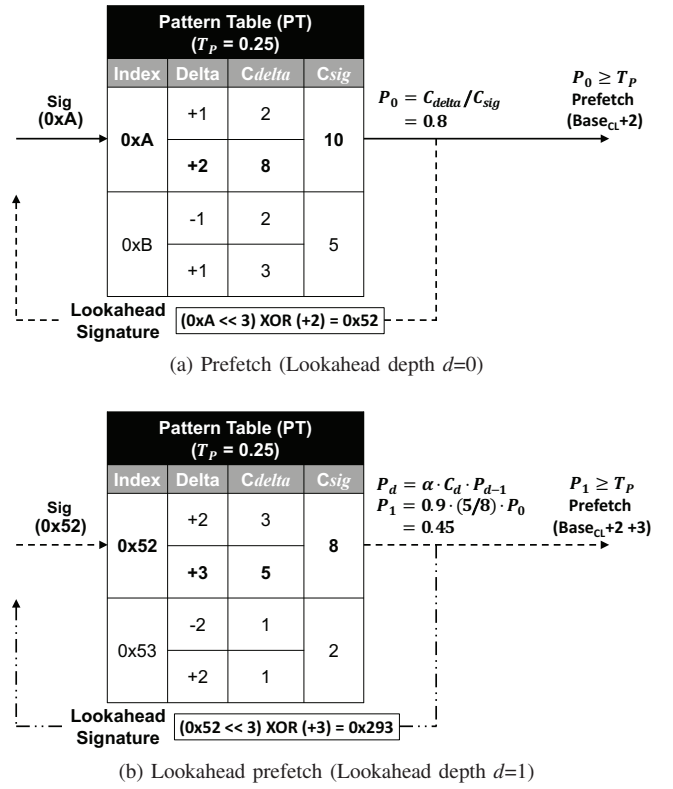 Pattern Table (PT)
(T_P = 0.25)
Index Delta Cdelta Csig
Sig
(0xA)
0xA +1 2 10
+2 8
0xB -1 2 5
+1 3
P_0 = C_delta/C_sig
= 0.8
P_0 ≥ T_P
Prefetch
(Base_CL+2)
Lookahead
Signature
(0xA << 3) XOR (+2) = 0x52
(a) Prefetch (Lookahead depth d=0)
Pattern Table (PT)
(T_P = 0.25)
Index Delta Cdelta Csig
Sig
(0x52)
0x52 +2 3 8
+3 5
0x53 -2 1 2
+2 1
P_d = α · C_d · P_{d-1}
P_1 = 0.9 · (5/8) · P_0
= 0.45
P_1 ≥ T_P
Prefetch
(Base_CL+2 +3)
Lookahead
Signature
(0x52 << 3) XOR (+3) = 0x293
(b) Lookahead prefetch (Lookahead depth d=1)